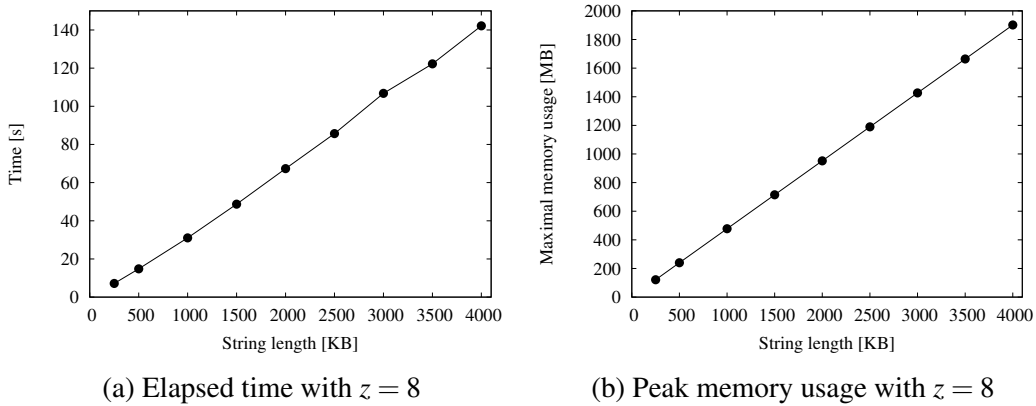 Time [s]
140
120
100
80
60
40
20
0
0 500 1000 1500 2000 2500 3000 3500 4000
String length [KB]
(a) Elapsed time with z = 8
Maximal memory usage [MB]
2000
1800
1600
1400
1200
1000
800
600
400
200
0
0 500 1000 1500 2000 2500 3000 3500 4000
String length [KB]
(b) Peak memory usage with z = 8